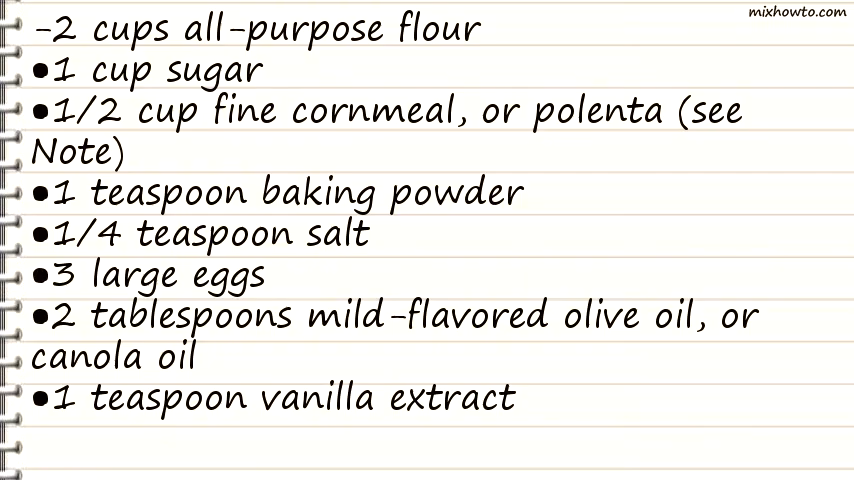 mixhowto.com
-2 cups all-purpose flour
•1 cup sugar
•1/2 cup fine cornmeal, or polenta (see
Note)
•1 teaspoon baking powder
•1/4 teaspoon salt
•3 large eggs
•2 tablespoons mild-flavored olive oil, or
canola oil
•1 teaspoon vanilla extract